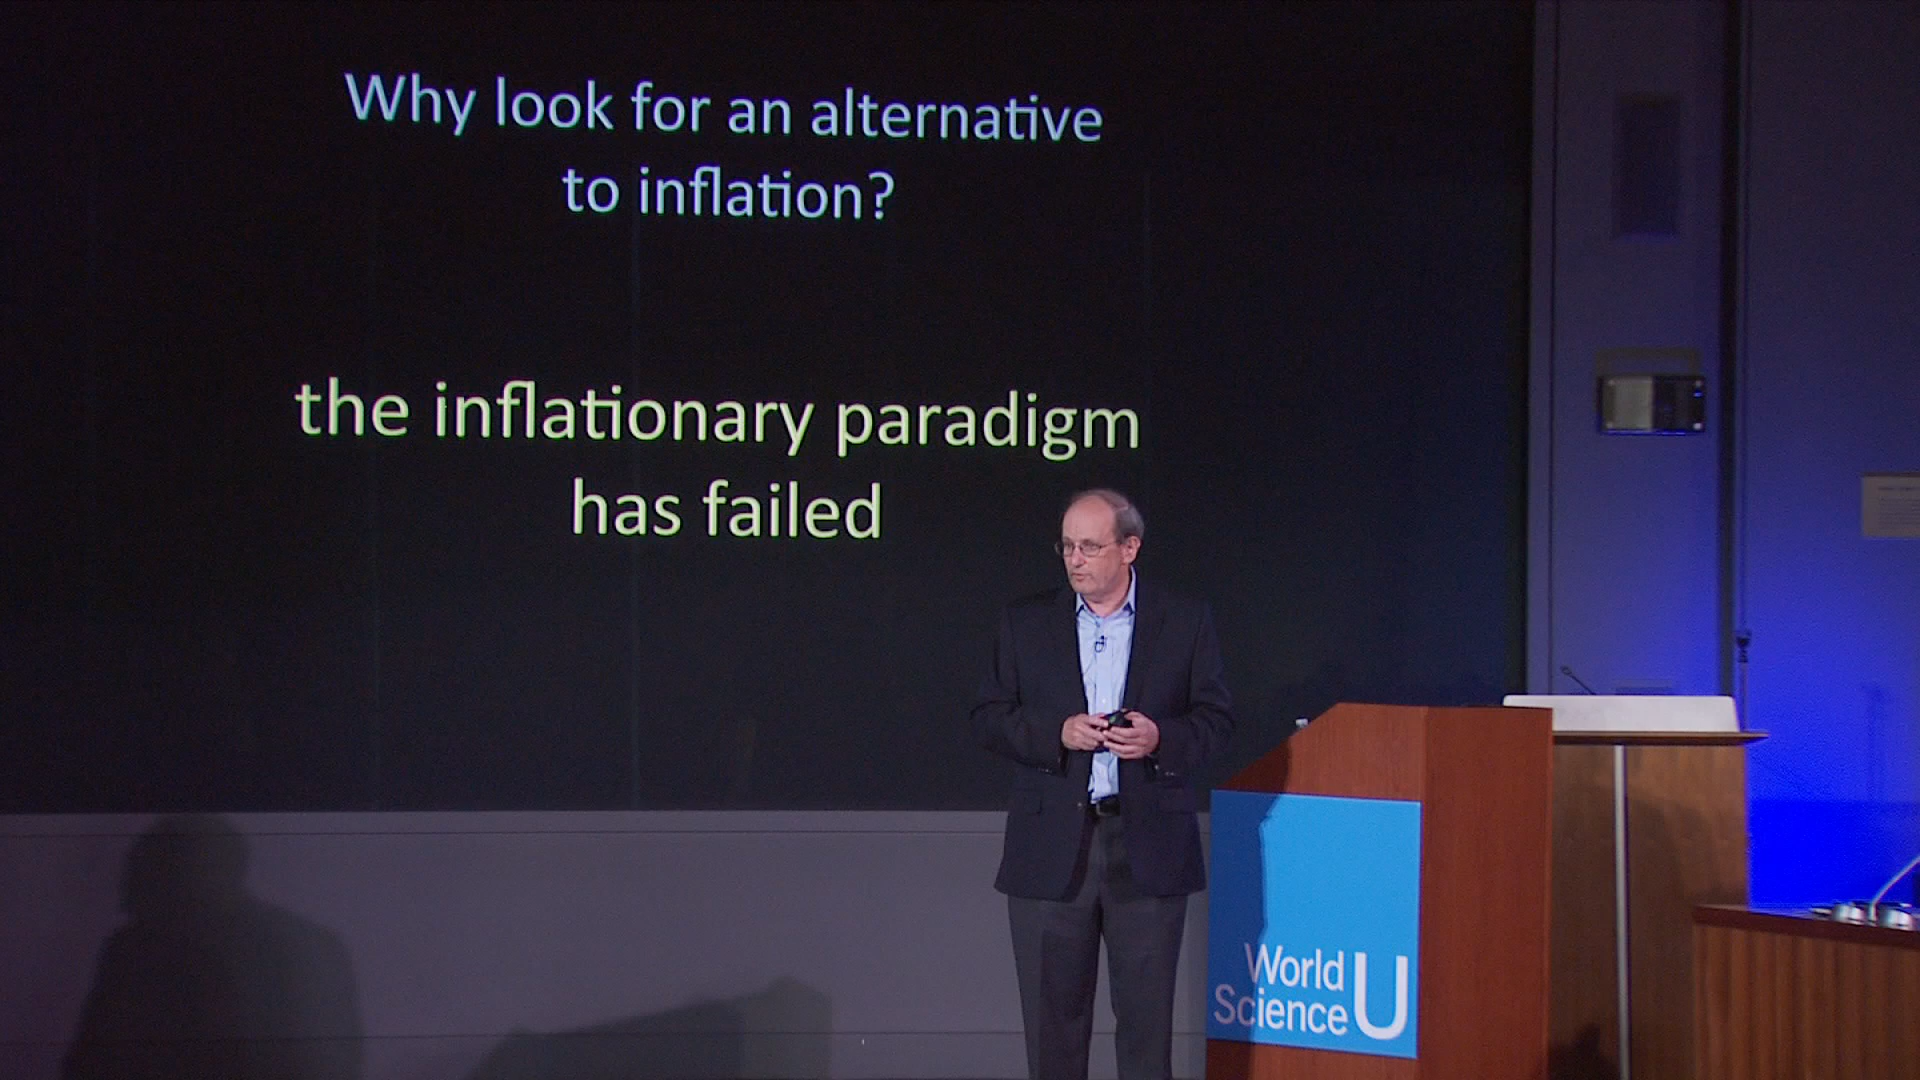 Why look for an alternative
to inflation?
the inflationary paradigm
has failed
World
Science U